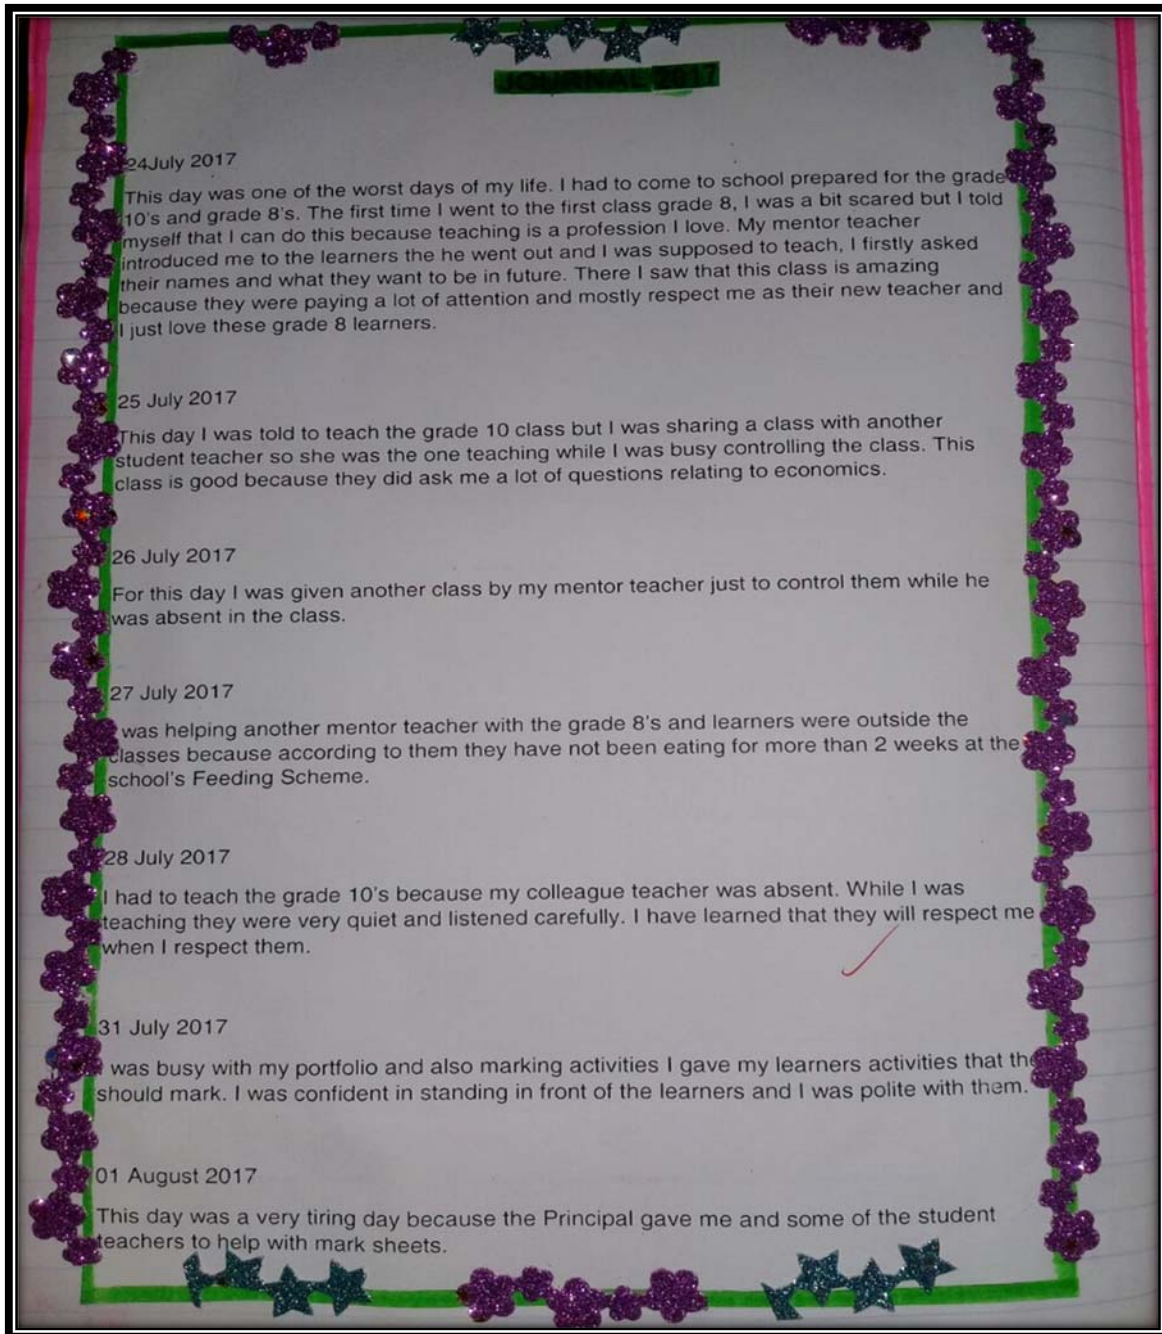 JOURNAL 2017
24July 2017
This day was one of the worst days of my life. I had to come to school prepared for the grade
10's and grade 8's. The first time I went to the first class grade 8, I was a bit scared but I told
myself that I can do this because teaching is a profession I love. My mentor teacher
introduced me to the learners the he went out and I was supposed to teach, I firstly asked
their names and what they want to be in future. There I saw that this class is amazing
because they were paying a lot of attention and mostly respect me as their new teacher and
I just love these grade 8 learners.
25 July 2017
This day I was told to teach the grade 10 class but I was sharing a class with another
student teacher so she was the one teaching while I was busy controlling the class. This
class is good because they did ask me a lot of questions relating to economics.
26 July 2017
For this day I was given another class by my mentor teacher just to control them while he
was absent in the class.
27 July 2017
was helping another mentor teacher with the grade 8's and learners were outside the
classes because according to them they have not been eating for more than 2 weeks at the
school's Feeding Scheme.
28 July 2017
I had to teach the grade 10's because my colleague teacher was absent. While I was
teaching they were very quiet and listened carefully. I have learned that they will respect me
when I respect them.
31 July 2017
I was busy with my portfolio and also marking activities I gave my learners activities that the
should mark. I was confident in standing in front of the learners and I was polite with them.
01 August 2017
This day was a very tiring day because the Principal gave me and some of the student
teachers to help with mark sheets.